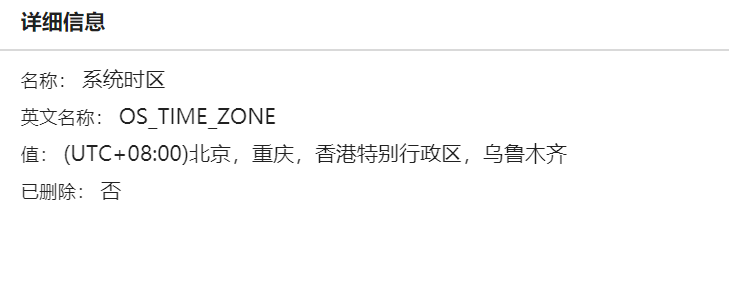 详细信息
名称： 系统时区
英文名称： OS_TIME_ZONE
值： (UTC+08:00)北京，重庆，香港特别行政区，乌鲁木齐
已删除： 否